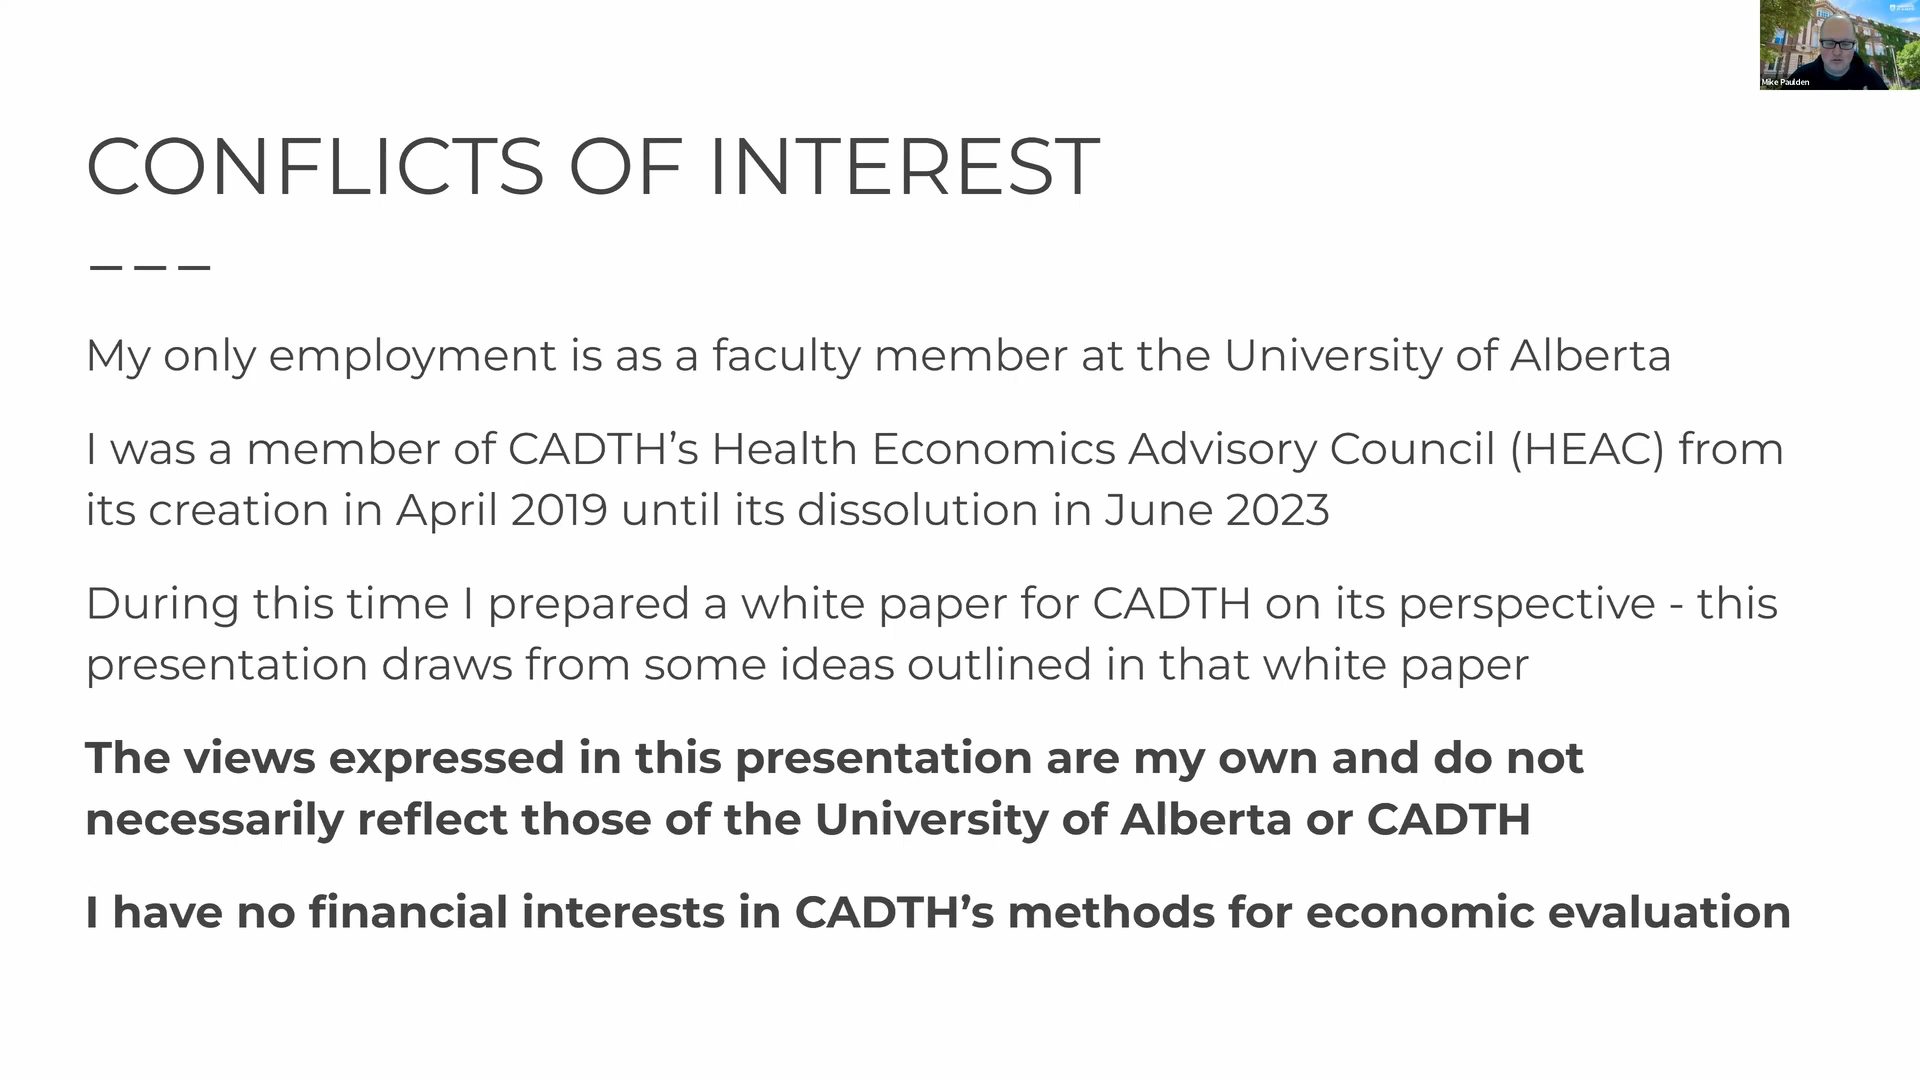 Mike Paulden
CONFLICTS OF INTEREST
My only employment is as a faculty member at the University of Alberta
I was a member of CADTH’s Health Economics Advisory Council (HEAC) from
its creation in April 2019 until its dissolution in June 2023
During this time I prepared a white paper for CADTH on its perspective - this
presentation draws from some ideas outlined in that white paper
The views expressed in this presentation are my own and do not
necessarily reflect those of the University of Alberta or CADTH
I have no financial interests in CADTH’s methods for economic evaluation